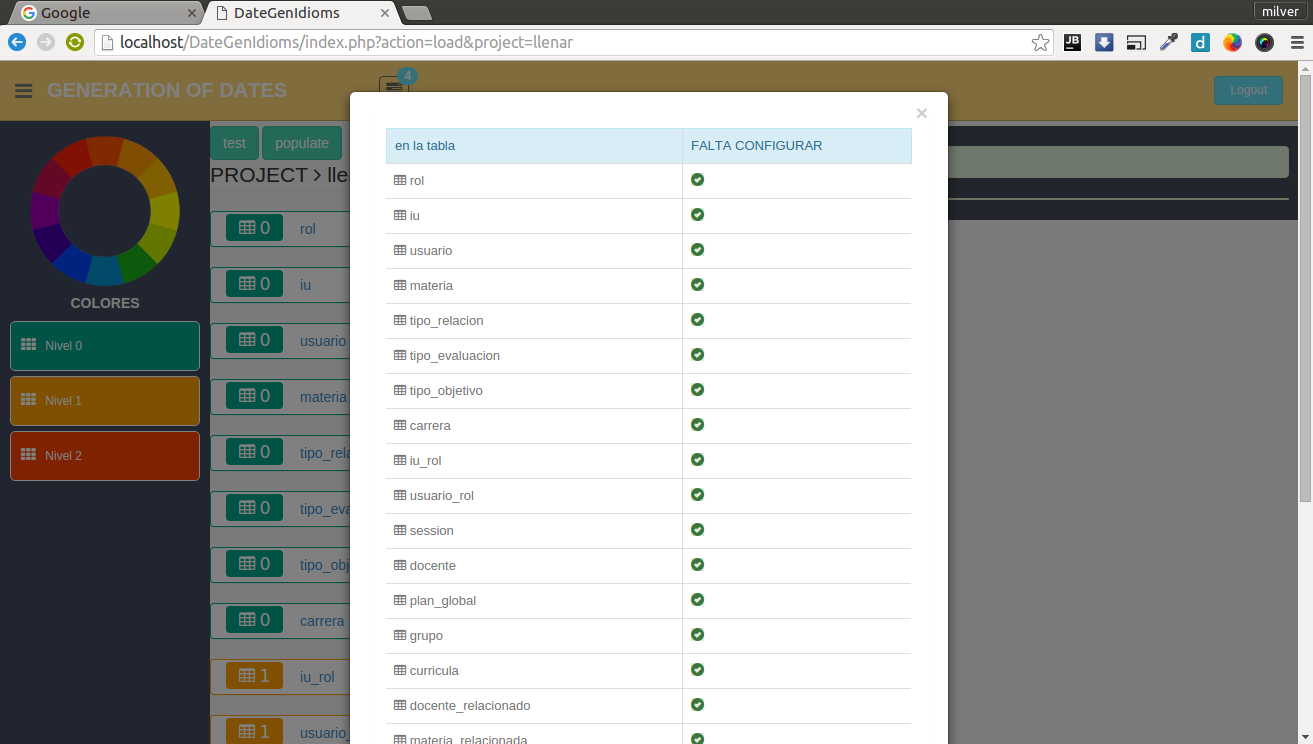 Google
DateGenIdioms
milver
localhost/DateGenIdioms/index.php?action=load&project=llenar
JB
d
GENERATION OF DATES
4
Logout
test
populate
PROJECT > lle
COLORES
Nivel 0
Nivel 1
Nivel 2
0 rol
0 iu
0 usuario
0 materia
0 tipo_rela
0 tipo_eva
0 tipo_obj
0 carrera
1 iu_rol
1 usuario_
×
en la tabla FALTA CONFIGURAR
rol
iu
usuario
materia
tipo_relacion
tipo_evaluacion
tipo_objetivo
carrera
iu_rol
usuario_rol
session
docente
plan_global
grupo
curricula
docente_relacionado
materia_relacionada